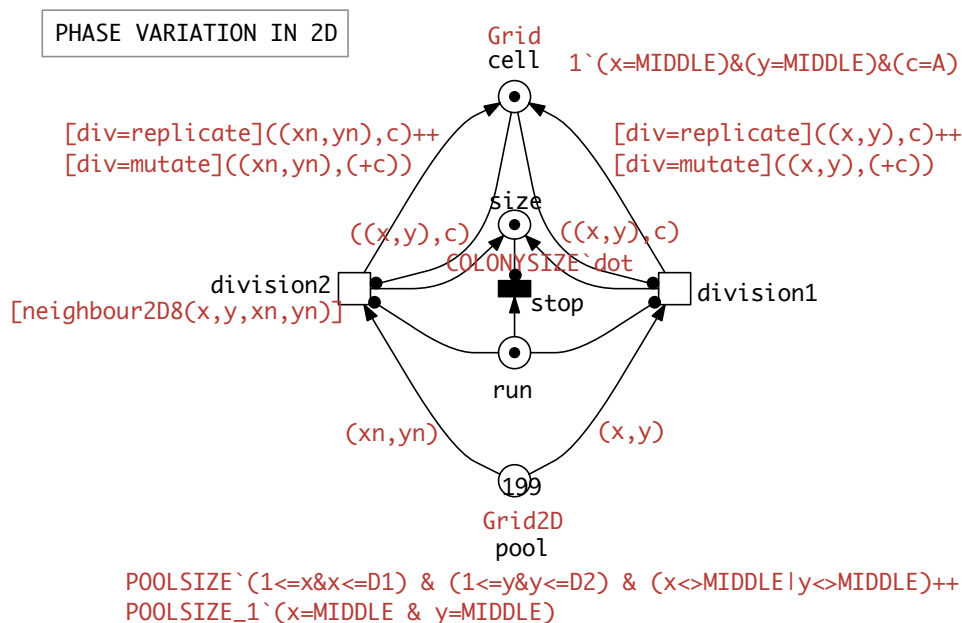 PHASE VARIATION IN 2D
Grid
cell
1`(x=MIDDLE)&(y=MIDDLE)&(c=A)
[div=replicate]((xn,yn),c)++
[div=mutate]((xn,yn),(+c))
[div=replicate]((x,y),c)++
[div=mutate]((x,y),(+c))
size
((x,y),c)
((x,y),c)
COLONYSIZE`dot
division2
[neighbour2D8(x,y,xn,yn)]
stop
division1
run
(xn,yn)
(x,y)
199
Grid2D
pool
POOLSIZE`(1<=x&x<=D1) & (1<=y&y<=D2) & (x<>MIDDLE|y<>MIDDLE)++
POOLSIZE_1`(x=MIDDLE & y=MIDDLE)